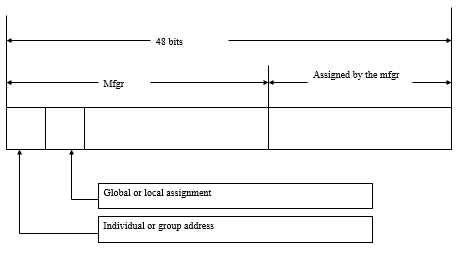 48 bits
Mfgr
Assigned by the mfgr
Global or local assignment
Individual or group address